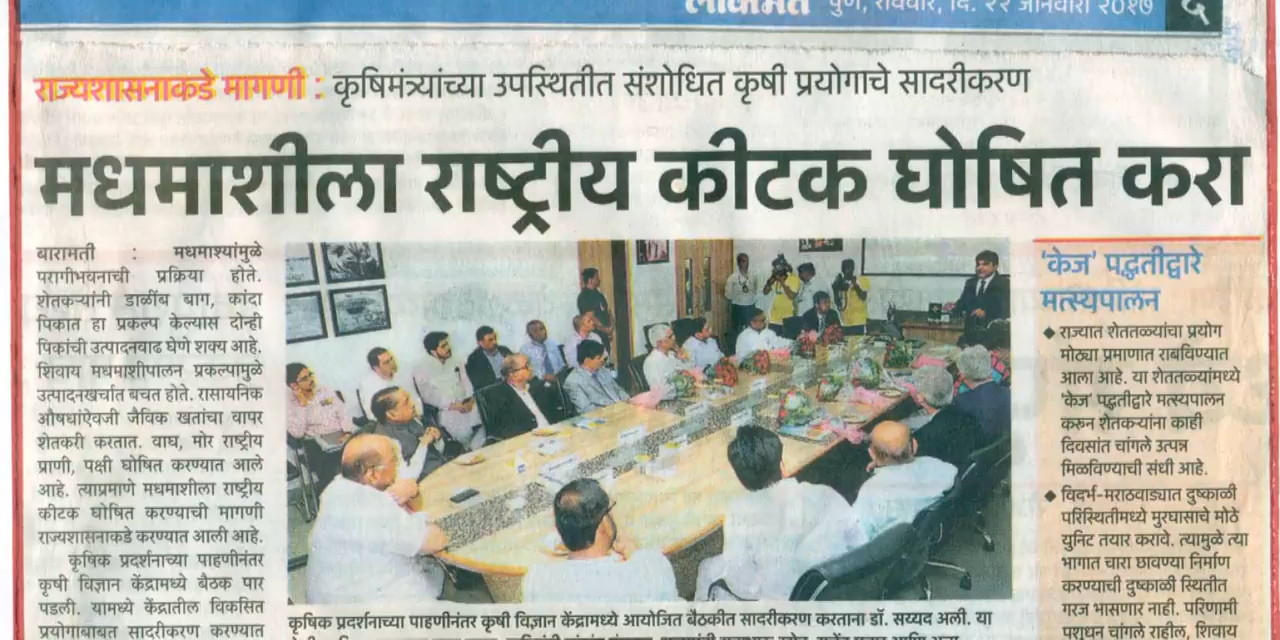 लोकमत पुणे, रविवार, दि. २२ जानेवारी २०१७ ५
राज्यशासनाकडे मागणी : कृषिमंत्र्यांच्या उपस्थितीत संशोधित कृषी प्रयोगाचे सादरीकरण
मधमाशीला राष्ट्रीय कीटक घोषित करा
बारामती : मधमाश्यांमुळे
परागीभवनाची प्रक्रिया होते.
शेतकऱ्यांनी डाळींब बाग, कांदा
पिकात हा प्रकल्प केल्यास दोन्ही
पिकांची उत्पादनवाढ घेणे शक्य आहे.
शिवाय मधमाशीपालन प्रकल्पामुळे
उत्पादनखर्चात बचत होते. रासायनिक
औषधांऐवजी जैविक खतांचा वापर
शेतकरी करतात. वाघ, मोर राष्ट्रीय
प्राणी, पक्षी घोषित करण्यात आले
आहे. त्याप्रमाणे मधमाशीला राष्ट्रीय
कीटक घोषित करण्याची मागणी
राज्यशासनाकडे करण्यात आली आहे.
कृषिक प्रदर्शनाच्या पाहणीनंतर
कृषी विज्ञान केंद्रामध्ये बैठक पार
पडली. यामध्ये केंद्रातील विकसित
प्रयोगाबाबत सादरीकरण करण्यात
कृषिक प्रदर्शनाच्या पाहणीनंतर कृषी विज्ञान केंद्रामध्ये आयोजित बैठकीत सादरीकरण करताना डॉ. सय्यद अली. या
'केज' पद्धतीद्वारे
मत्स्यपालन
◆ राज्यात शेततळ्यांचा प्रयोग
मोठ्या प्रमाणात राबविण्यात
आला आहे. या शेततळ्यांमध्ये
'केज' पद्धतीद्वारे मत्स्यपालन
करून शेतकऱ्यांना काही
दिवसांत चांगले उत्पन्न
मिळविण्याची संधी आहे.
◆ विदर्भ-मराठवाड्यात दुष्काळी
परिस्थितीमध्ये मुरघासाचे मोठे
युनिट तयार करावे. त्यामुळे त्या
भागात चारा छावण्या निर्माण
करण्याची दुष्काळी स्थितीत
गरज भासणार नाही. परिणामी
पशुधन चांगले राहील, शिवाय